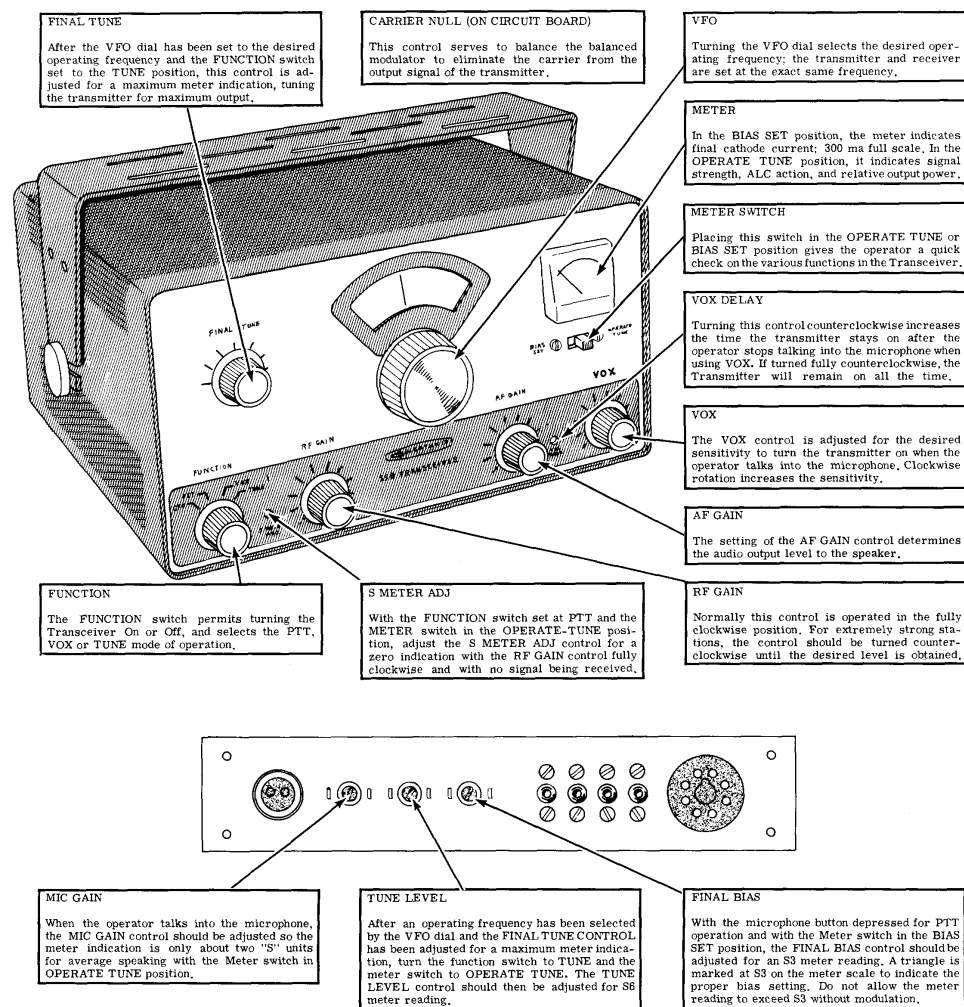 FINAL TUNE
After the VFO dial has been set to the desired
operating frequency and the FUNCTION switch
set to the TUNE position, this control is ad-
justed for a maximum meter indication, tuning
the transmitter for maximum output.
CARRIER NULL (ON CIRCUIT BOARD)
This control serves to balance the balanced
modulator to eliminate the carrier from the
output signal of the transmitter.
VFO
Turning the VFO dial selects the desired oper-
ating frequency; the transmitter and receiver
are set at the exact same frequency.
METER
In the BIAS SET position, the meter indicates
final cathode current; 300 ma full scale. In the
OPERATE TUNE position, it indicates signal
strength, ALC action, and relative output power.
METER SWITCH
Placing this switch in the OPERATE TUNE or
BIAS SET position gives the operator a quick
check on the various functions in the Transceiver.
VOX DELAY
Turning this control counterclockwise increases
the time the transmitter stays on after the
operator stops talking into the microphone when
using VOX. If turned fully counterclockwise, the
Transmitter will remain on all the time.
VOX
The VOX control is adjusted for the desired
sensitivity to turn the transmitter on when the
operator talks into the microphone. Clockwise
rotation increases the sensitivity.
AF GAIN
The setting of the AF GAIN control determines
the audio output level to the speaker.
RF GAIN
Normally this control is operated in the fully
clockwise position. For extremely strong sta-
tions, the control should be turned counter-
clockwise until the desired level is obtained.
FINAL TUNE
BIAS
SET
OPERATE
TUNE
VOX
AF GAIN
RF GAIN
FUNCTION
SSB TRANSCEIVER
OFF
PTT
VOX
TUNE
FUNCTION
The FUNCTION switch permits turning the
Transceiver On or Off, and selects the PTT,
VOX or TUNE mode of operation.
S METER ADJ
With the FUNCTION switch set at PTT and the
METER switch in the OPERATE-TUNE posi-
tion, adjust the S METER ADJ control for a
zero indication with the RF GAIN control fully
clockwise and with no signal being received.
MIC GAIN
When the operator talks into the microphone,
the MIC GAIN control should be adjusted so the
meter indication is only about two "S" units
for average speaking with the Meter switch in
OPERATE TUNE position.
TUNE LEVEL
After an operating frequency has been selected
by the VFO dial and the FINAL TUNE CONTROL
has been adjusted for a maximum meter indica-
tion, turn the function switch to TUNE and the
meter switch to OPERATE TUNE. The TUNE
LEVEL control should then be adjusted for S6
meter reading.
FINAL BIAS
With the microphone button depressed for PTT
operation and with the Meter switch in the BIAS
SET position, the FINAL BIAS control should be
adjusted for an S3 meter reading. A triangle is
marked at S3 on the meter scale to indicate the
proper bias setting. Do not allow the meter
reading to exceed S3 without modulation.